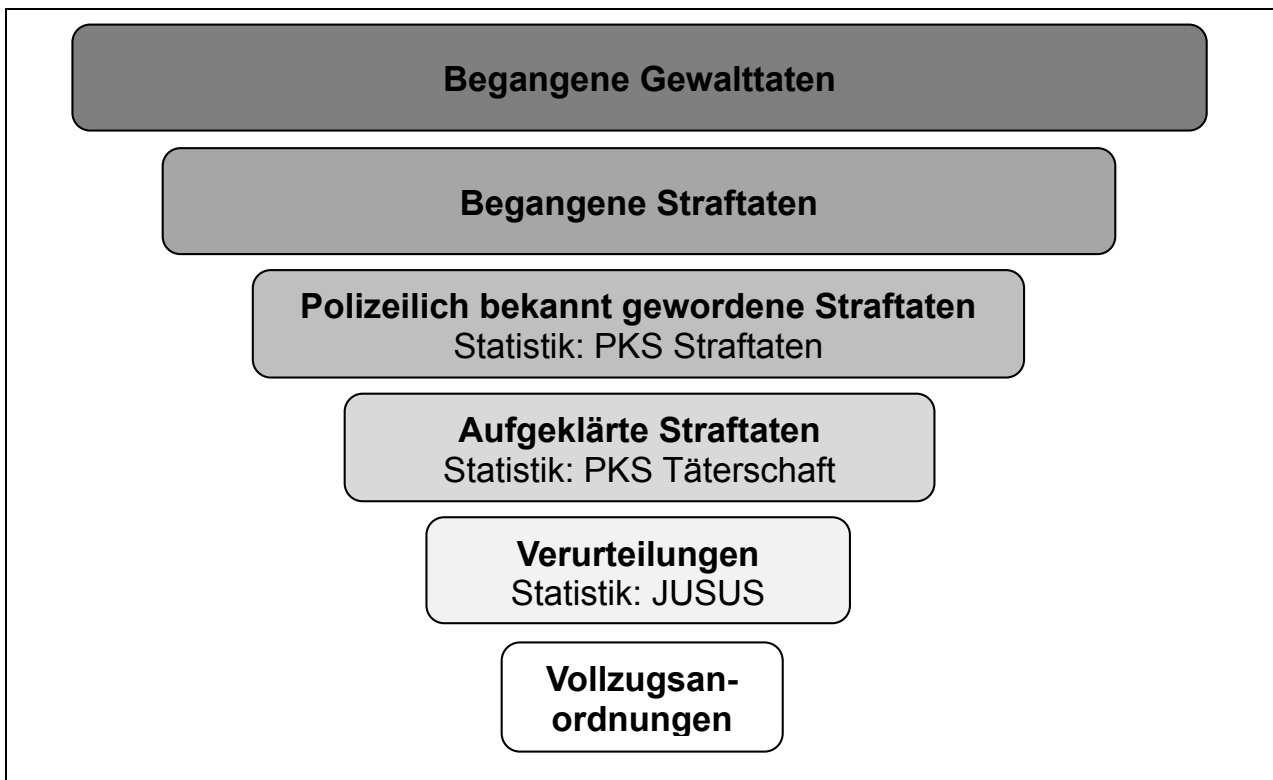 Begangene Gewalttaten
Begangene Straftaten
Polizeilich bekannt gewordene Straftaten
Statistik: PKS Straftaten
Aufgeklärte Straftaten
Statistik: PKS Täterschaft
Verurteilungen
Statistik: JUSUS
Vollzugsan-
ordnungen